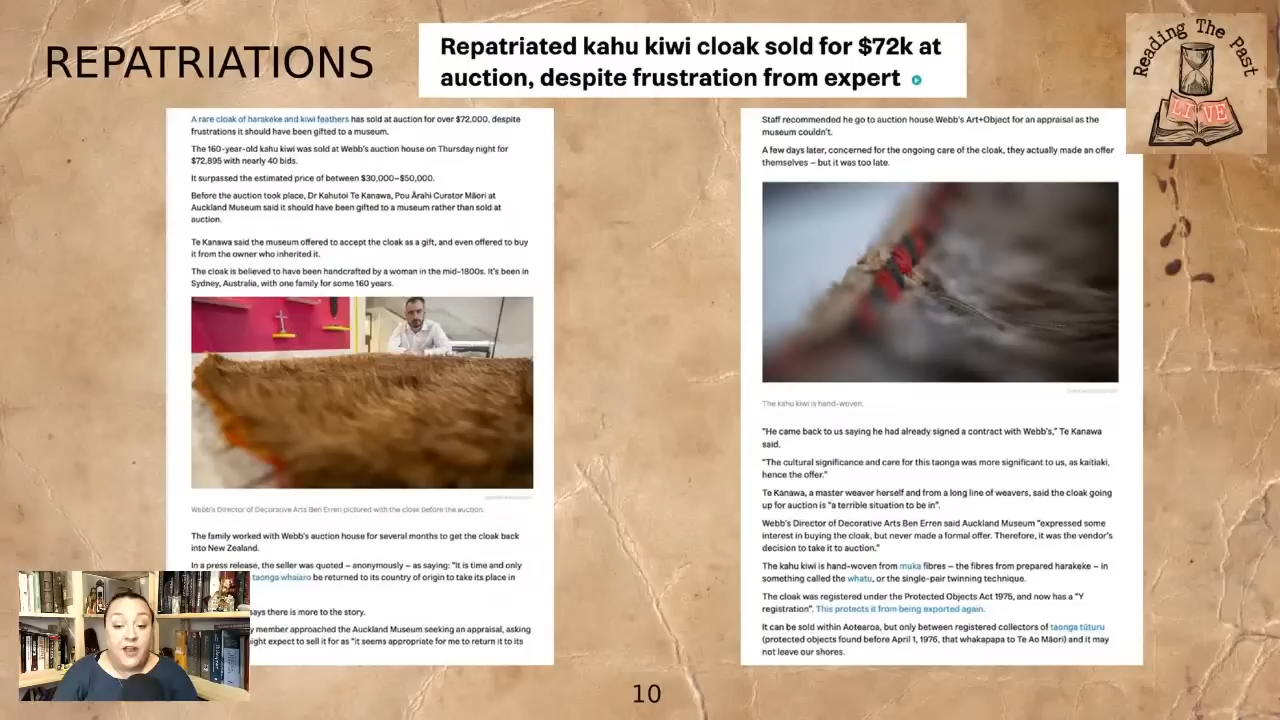 REPATRIATIONS
Repatriated kahu kiwi cloak sold for $72k at
auction, despite frustration from expert
Reading The Past
LIVE
A rare cloak of harakeke and kiwi feathers has sold at auction for over $72,000, despite
frustrations it should have been gifted to a museum.
The 160-year-old kahu kiwi was sold at Webb's auction house on Thursday night for
$72,895 with nearly 40 bids.
It surpassed the estimated price of between $30,000–$50,000.
Before the auction took place, Dr Kahutoi Te Kanawa, Pou Ārahi Curator Māori at
Auckland Museum said it should have been gifted to a museum rather than sold at
auction.
Te Kanawa said the museum offered to accept the cloak as a gift, and even offered to buy
it from the owner who inherited it.
The cloak is believed to have been handcrafted by a woman in the mid-1800s. It's been in
Sydney, Australia, with one family for some 160 years.
Webb's Director of Decorative Arts Ben Erren pictured with the cloak before the auction.
The family worked with Webb's auction house for several months to get the cloak back
into New Zealand.
In a press release, the seller was quoted – anonymously – as saying: "It is time and only
taonga whaiaro be returned to its country of origin to take its place in
says there is more to the story.
member approached the Auckland Museum seeking an appraisal, asking
ight expect to sell it for as "it seems appropriate for me to return it to its
Staff recommended he go to auction house Webb's Art+Object for an appraisal as the
museum couldn't.
A few days later, concerned for the ongoing care of the cloak, they actually made an offer
themselves – but it was too late.
The kahu kiwi is hand-woven.
"He came back to us saying he had already signed a contract with Webb's," Te Kanawa
said.
"The cultural significance and care for this taonga was more significant to us, as kaitiaki,
hence the offer."
Te Kanawa, a master weaver herself and from a long line of weavers, said the cloak going
up for auction is "a terrible situation to be in".
Webb's Director of Decorative Arts Ben Erren said Auckland Museum "expressed some
interest in buying the cloak, but never made a formal offer. Therefore, it was the vendor's
decision to take it to auction."
The kahu kiwi is hand-woven from muka fibres – the fibres from prepared harakeke – in
something called the whatu, or the single-pair twinning technique.
The cloak was registered under the Protected Objects Act 1975, and now has a "Y
registration". This protects it from being exported again.
It can be sold within Aotearoa, but only between registered collectors of taonga tūturu
(protected objects found before April 1, 1976, that whakapapa to Te Ao Māori) and it may
not leave our shores.
10